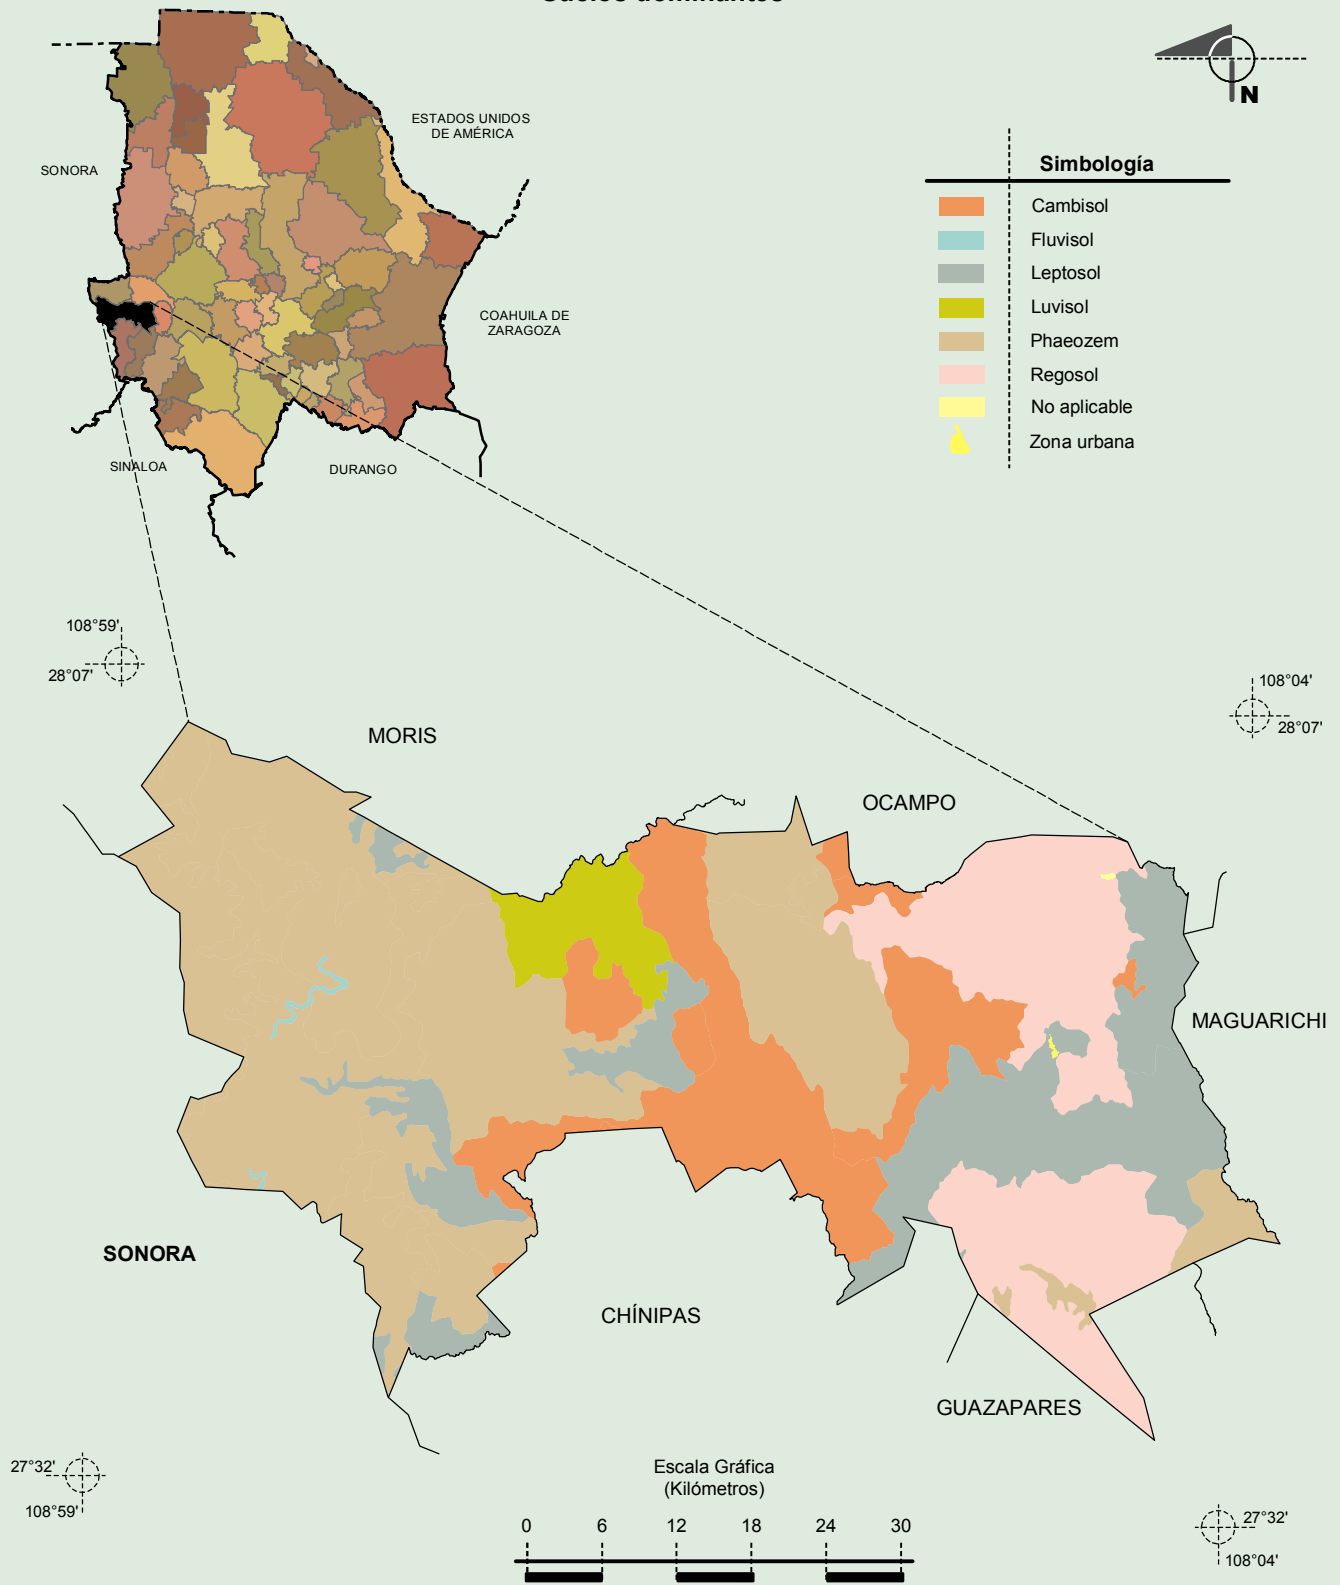 Suelos dominantes
N
ESTADOS UNIDOS
DE AMÉRICA
SONORA
COAHUILA DE
ZARAGOZA
SINALOA
DURANGO
Simbología
Cambisol
Fluvisol
Leptosol
Luvisol
Phaeozem
Regosol
No aplicable
Zona urbana
108°59'
28°07'
108°04'
28°07'
MORIS
OCAMPO
MAGUARICHI
SONORA
CHÍNIPAS
GUAZAPARES
27°32'
108°59'
Escala Gráfica
(Kilómetros)
0 6 12 18 24 30
27°32'
108°04'